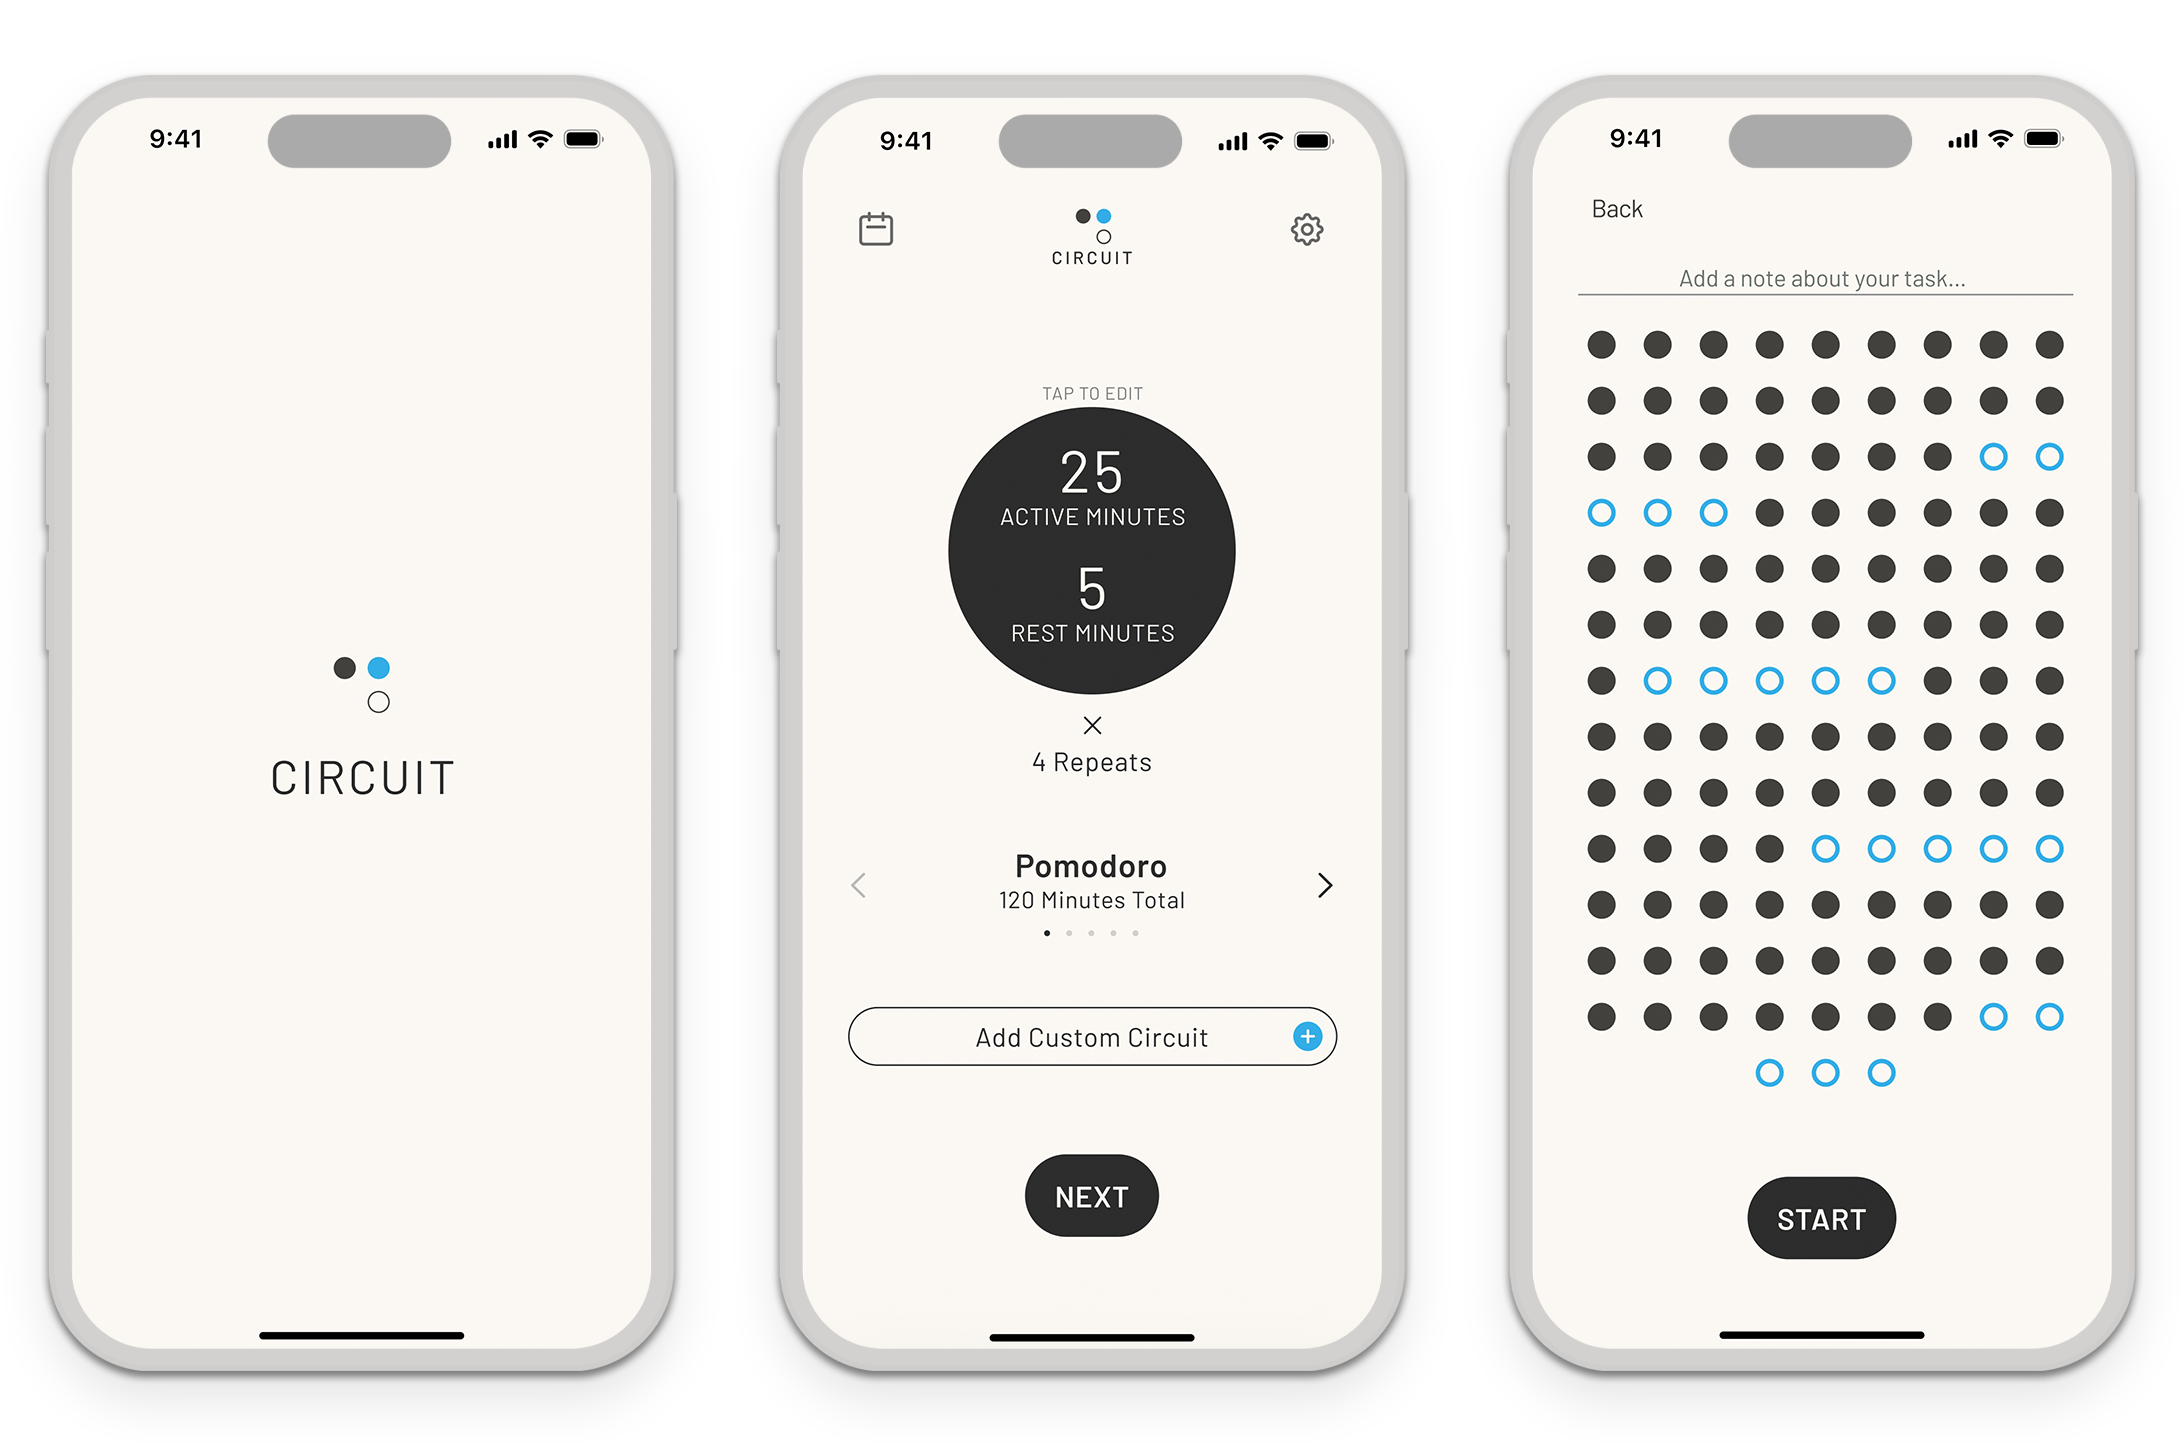 9:41
CIRCUIT
9:41
CIRCUIT
TAP TO EDIT
25
ACTIVE MINUTES
5
REST MINUTES
×
4 Repeats
Pomodoro
120 Minutes Total
Add Custom Circuit
NEXT
9:41
Back
Add a note about your task...
START